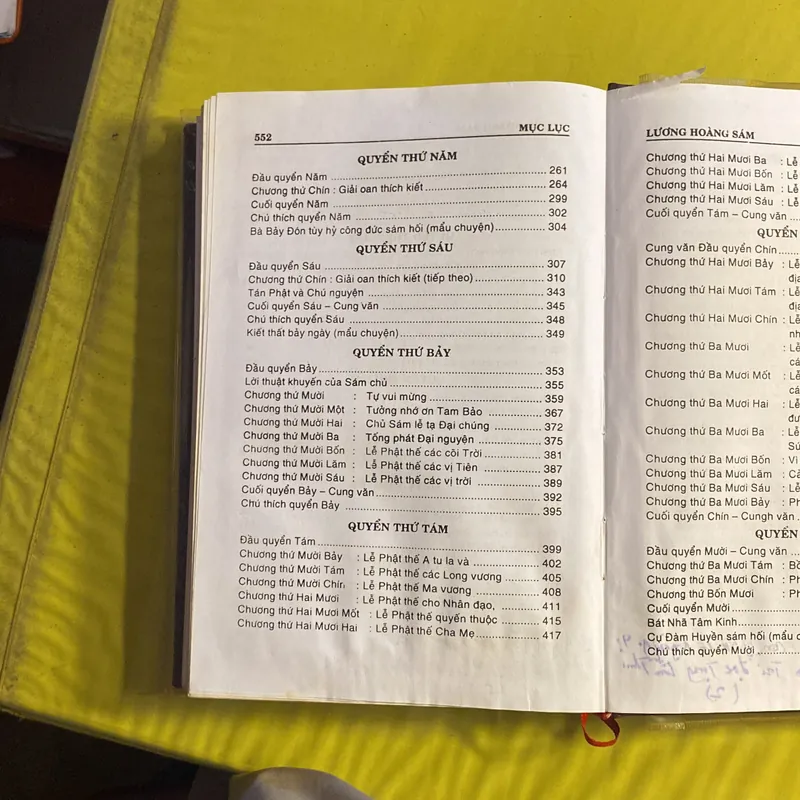 552 MỤC LỤC
QUYỂN THỨ NĂM
Đầu quyển Năm ... 261
Chương thứ Chín : Giải oan thích kiết ... 264
Cuối quyển Năm ... 299
Chú thích quyển Năm ... 302
Bà Bảy Đón tùy hỷ công đức sám hối (mẩu chuyện) ... 304
QUYỂN THỨ SÁU
Đầu quyển Sáu ... 307
Chương thứ Chín : Giải oan thích kiết (tiếp theo) ... 310
Tán Phật và Chú nguyện ... 343
Cuối quyển Sáu – Cung văn ... 345
Chú thích quyển Sáu ... 348
Kiết thất bảy ngày (mẩu chuyện) ... 349
QUYỂN THỨ BẢY
Đầu quyển Bảy ... 353
Lời thuật khuyến của Sám chủ ... 355
Chương thứ Mười : Tự vui mừng ... 359
Chương thứ Mười Một : Tưởng nhớ ơn Tam Bảo ... 367
Chương thứ Mười Hai : Chủ Sám lễ tạ Đại chúng ... 372
Chương thứ Mười Ba : Tổng phát Đại nguyện ... 375
Chương thứ Mười Bốn : Lễ Phật thế các cõi Trời ... 381
Chương thứ Mười Lăm : Lễ Phật thế các vị Tiên ... 387
Chương thứ Mười Sáu : Lễ Phật thế các vị trời ... 389
Cuối quyển Bảy – Cung văn ... 392
Chú thích quyển Bảy ... 395
QUYỂN THỨ TÁM
Đầu quyển Tám ... 399
Chương thứ Mười Bảy : Lễ Phật thế A tu la và ... 402
Chương thứ Mười Tám : Lễ Phật thế các Long vương ... 405
Chương thứ Mười Chín : Lễ Phật thế Ma vương ... 408
Chương thứ Hai Mươi : Lễ Phật thế cho Nhân đạo, ... 411
Chương thứ Hai Mươi Mốt : Lễ Phật thế quyến thuộc ... 415
Chương thứ Hai Mươi Hai : Lễ Phật thế Cha Mẹ ... 417
LƯƠNG HOÀNG SÁM
Chương thứ Hai Mươi Ba : Lễ
Chương thứ Hai Mươi Bốn : Lễ
Chương thứ Hai Mươi Lăm : Lễ
Chương thứ Hai Mươi Sáu : Lễ
Cuối quyển Tám – Cung văn
QUYỂN
Cung văn Đầu quyển Chín
Chương thứ Hai Mươi Bảy : Lễ
địa
Chương thứ Hai Mươi Tám : Lễ
địa
Chương thứ Hai Mươi Chín : Lễ
Chương thứ Ba Mươi : Lễ
Chương thứ Ba Mươi Mốt : Lễ
Chương thứ Ba Mươi Hai : Lễ
Chương thứ Ba Mươi Ba : Lễ
Chương thứ Ba Mươi Bốn : Vì
Chương thứ Ba Mươi Lăm
Chương thứ Ba Mươi Sáu : Lễ
Chương thứ Ba Mươi Bảy
Cuối quyển Chín – Cungh văn
QUYỂN
Đầu quyển Mười – Cung văn
Chương thứ Ba Mươi Tám
Chương thứ Ba Mươi Chín
Chương thứ Bốn Mươi
Cuối quyển Mười
Bát Nhã Tâm Kinh
Cụ Đàm Huyền sám hối (mẩu
Chú thích quyển Mười
(2)